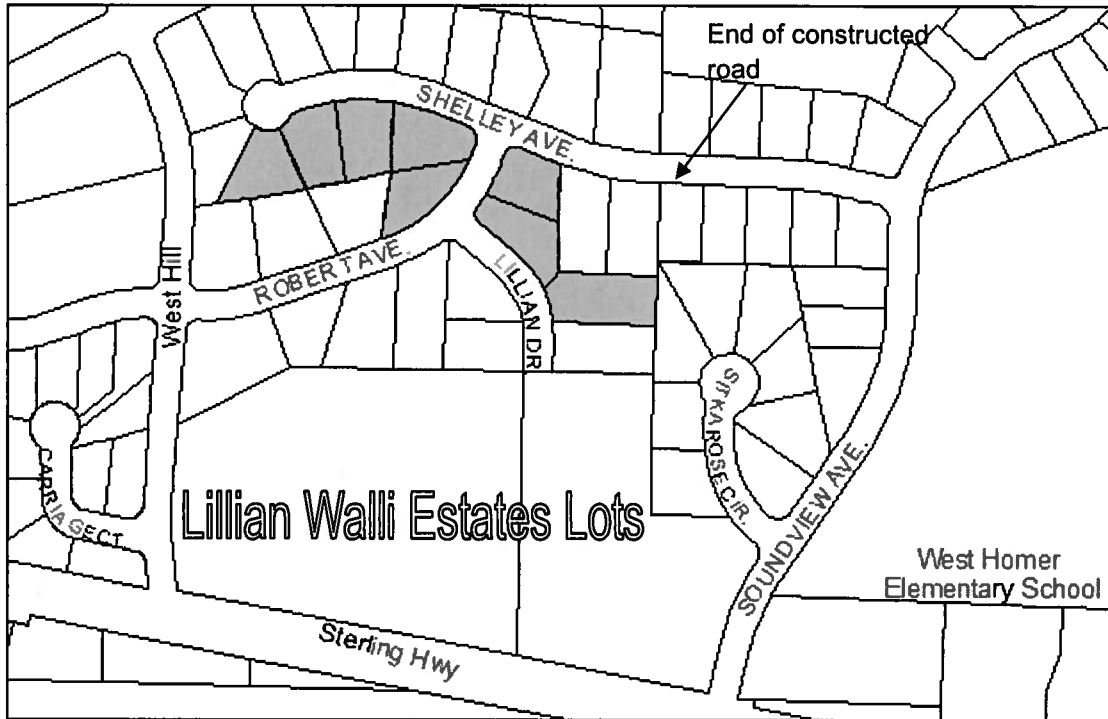 End of constructed
road
SHELLEY AVE.
ROBERT AVE.
LILLIAN DR
West Hill
SITKA ROSE CIR.
CARRIAGE CT
Lillian Walli Estates Lots
SOUNDVIEW AVE.
West Homer
Elementary School
Sterling Hwy